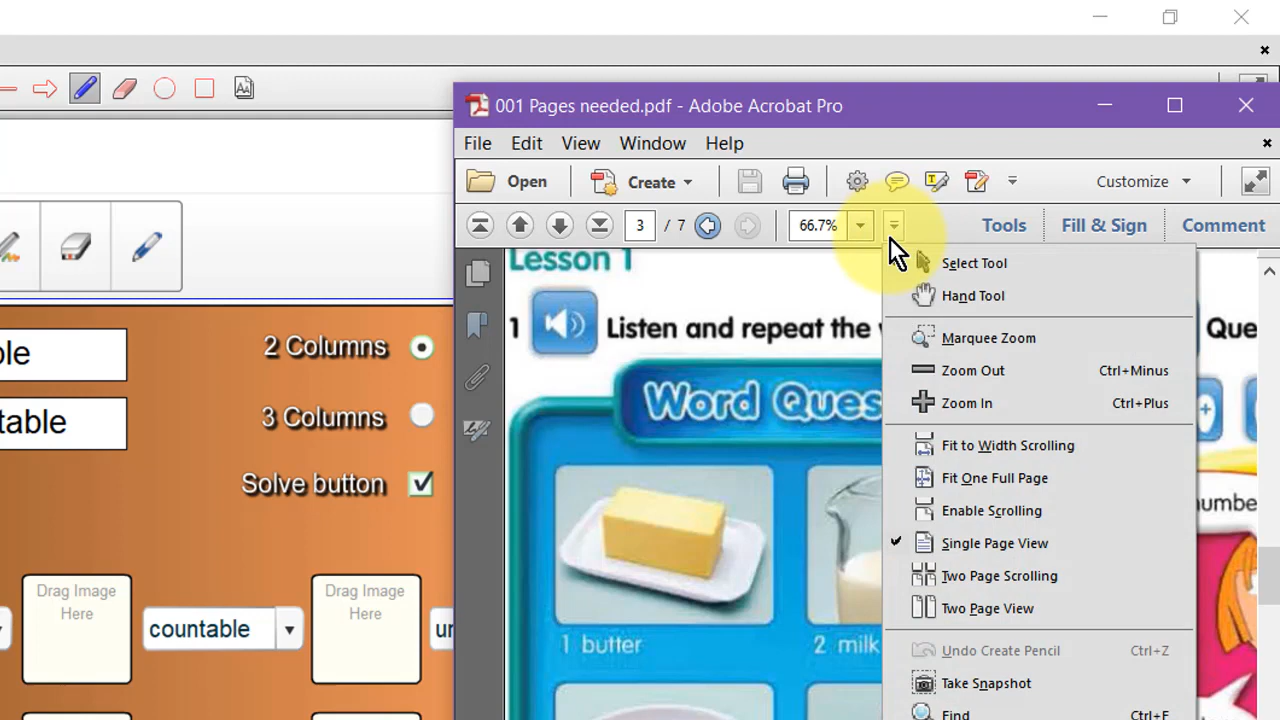 001 Pages needed.pdf - Adobe Acrobat Pro
File Edit View Window Help
Open Create Customize
3 / 7 66.7% Tools Fill & Sign Comment
Select Tool
Hand Tool
Marquee Zoom
Zoom Out Ctrl+Minus
Zoom In Ctrl+Plus
Fit to Width Scrolling
Fit One Full Page
Enable Scrolling
Single Page View
Two Page Scrolling
Two Page View
Undo Create Pencil Ctrl+Z
Take Snapshot
Find Ctrl+F
Lesson 1
1 Listen and repeat the
Word Ques
1 butter
2 milk
Que
numbe
2 Columns
3 Columns
Solve button
ble
table
Drag Image
Here
countable
Drag Image
Here
un